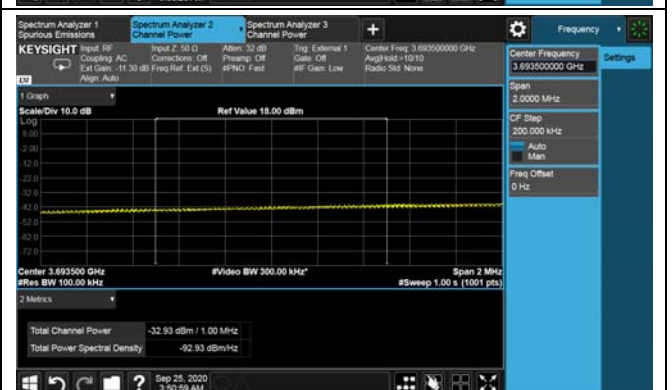 Spectrum Analyzer 1
Spurious Emissions
Spectrum Analyzer 2
Channel Power
Spectrum Analyzer 3
Channel Power
+
Frequency
KEYSIGHT
Input: RF
Coupling: AC
Ext Gain: -11.30 dB
Align: Auto
Input Z: 50 Ω
Corrections: Off
Freq Ref: Ext (S)
Atten: 32 dB
Preamp: Off
#PNO: Fast
Trig: External 1
Gate: Off
#IF Gain: Low
Center Freq: 3.693500000 GHz
Avg|Hold:>10/10
Radio Std: None
Center Frequency
3.693500000 GHz
Settings
Span
2.0000 MHz
CF Step
200.000 kHz
Auto
Man
Freq Offset
0 Hz
1 Graph
Scale/Div 10.0 dB
Ref Value 18.00 dBm
Log
8.00
-2.00
-12.0
-22.0
-32.0
-42.0
-52.0
-62.0
-72.0
Center 3.693500 GHz
#Video BW 300.00 kHz*
Span 2 MHz
#Res BW 100.00 kHz
#Sweep 1.00 s (1001 pts)
2 Metrics
Total Channel Power -32.93 dBm / 1.00 MHz
Total Power Spectral Density -92.93 dBm/Hz
?
Sep 25, 2020
3:50:59 AM